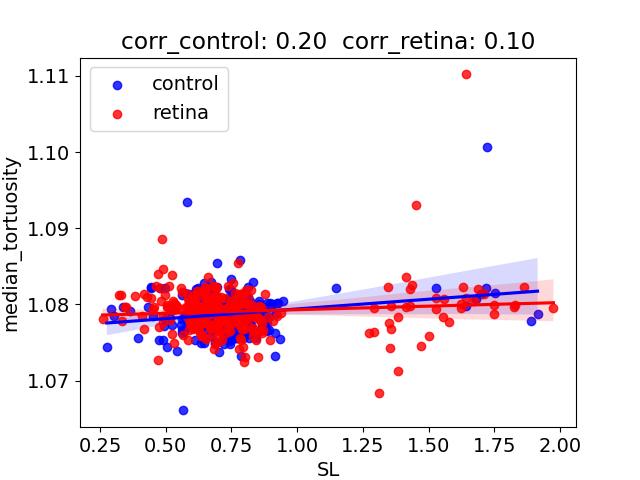 corr_control: 0.20  corr_retina: 0.10
control
retina
median_tortuosity
1.11
1.10
1.09
1.08
1.07
0.25 0.50 0.75 1.00 1.25 1.50 1.75 2.00
SL